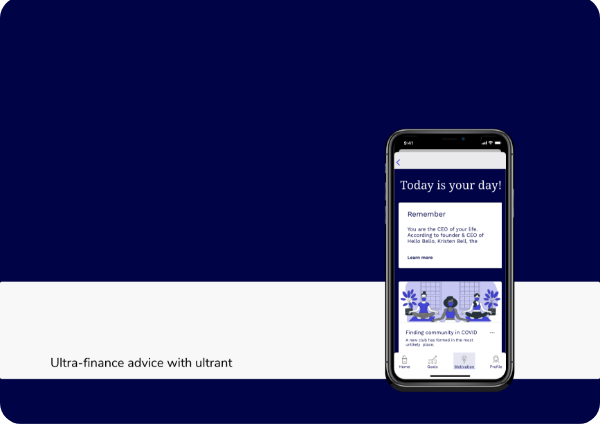 9:41
Today is your day!
Remember
You are the CEO of your life.
According to founder & CEO of
Hello Bello, Kristen Bell, the
Learn more
Finding community in COVID
A new club has formed in the most
unlikely place.
Ultra-finance advice with ultrant
Home
Goals
Motivation
Profile